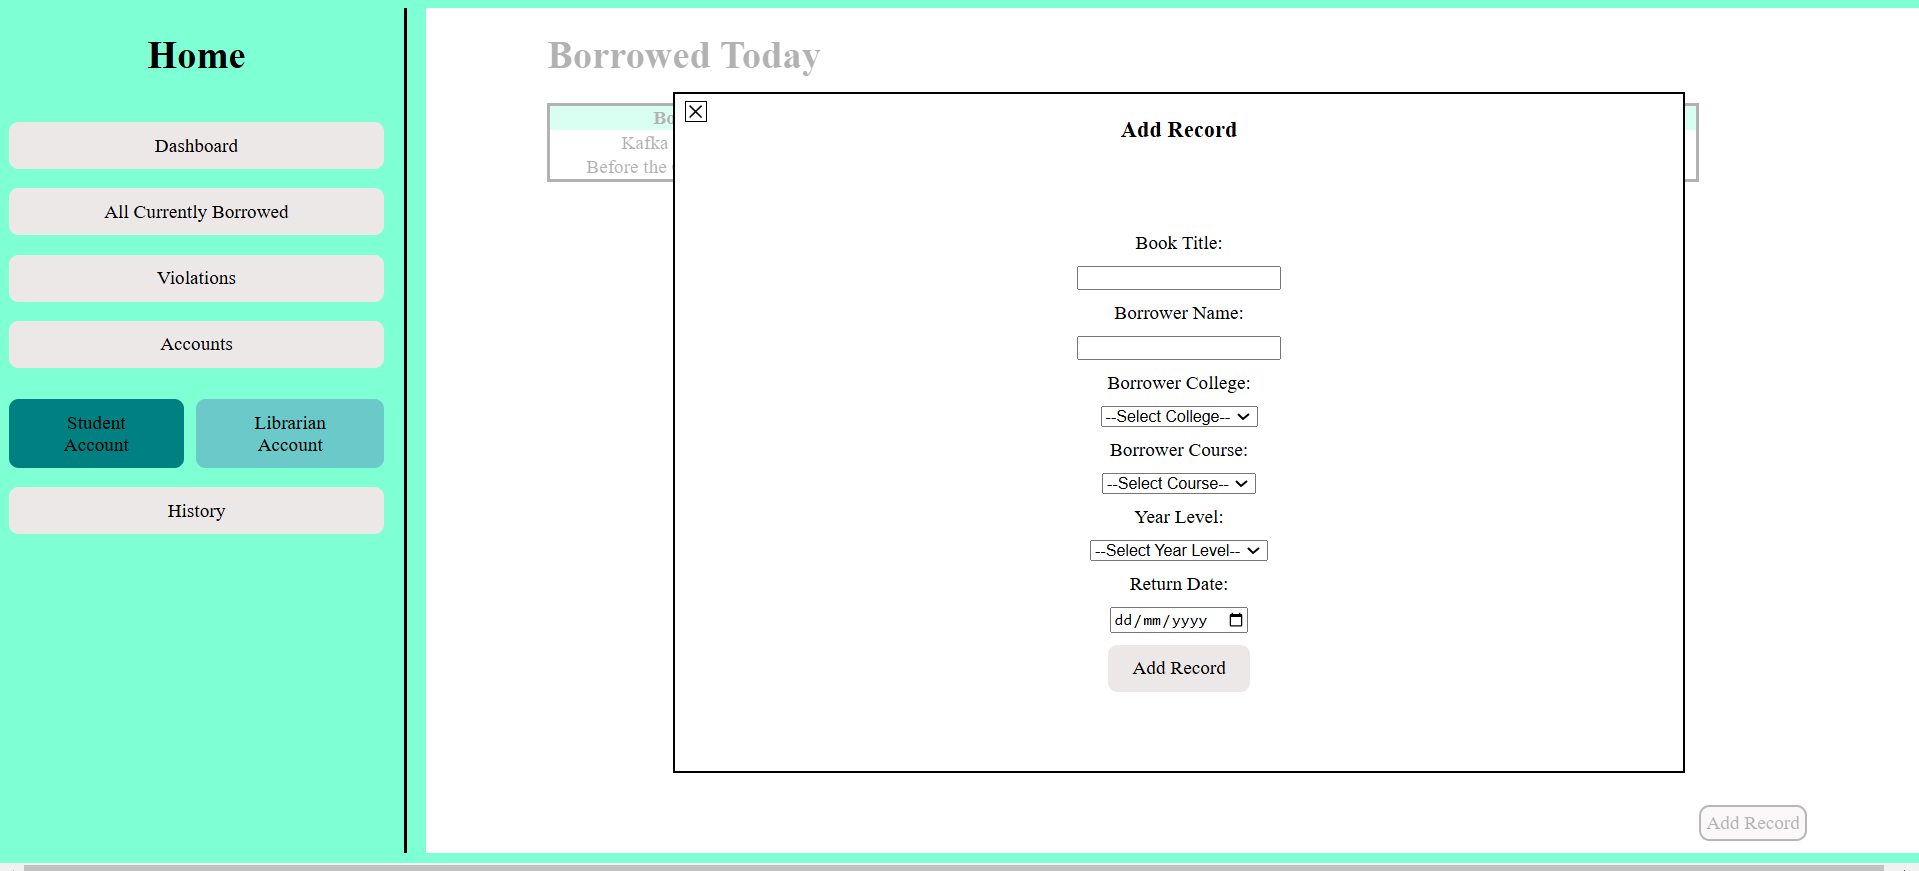 Home
Dashboard
All Currently Borrowed
Violations
Accounts
Student
Account
Librarian
Account
History
Borrowed Today
Bo
Kafka
Before the
Add Record
Book Title:
Borrower Name:
Borrower College:
--Select College--
Borrower Course:
--Select Course--
Year Level:
--Select Year Level--
Return Date:
dd/mm/yyyy
Add Record
Add Record